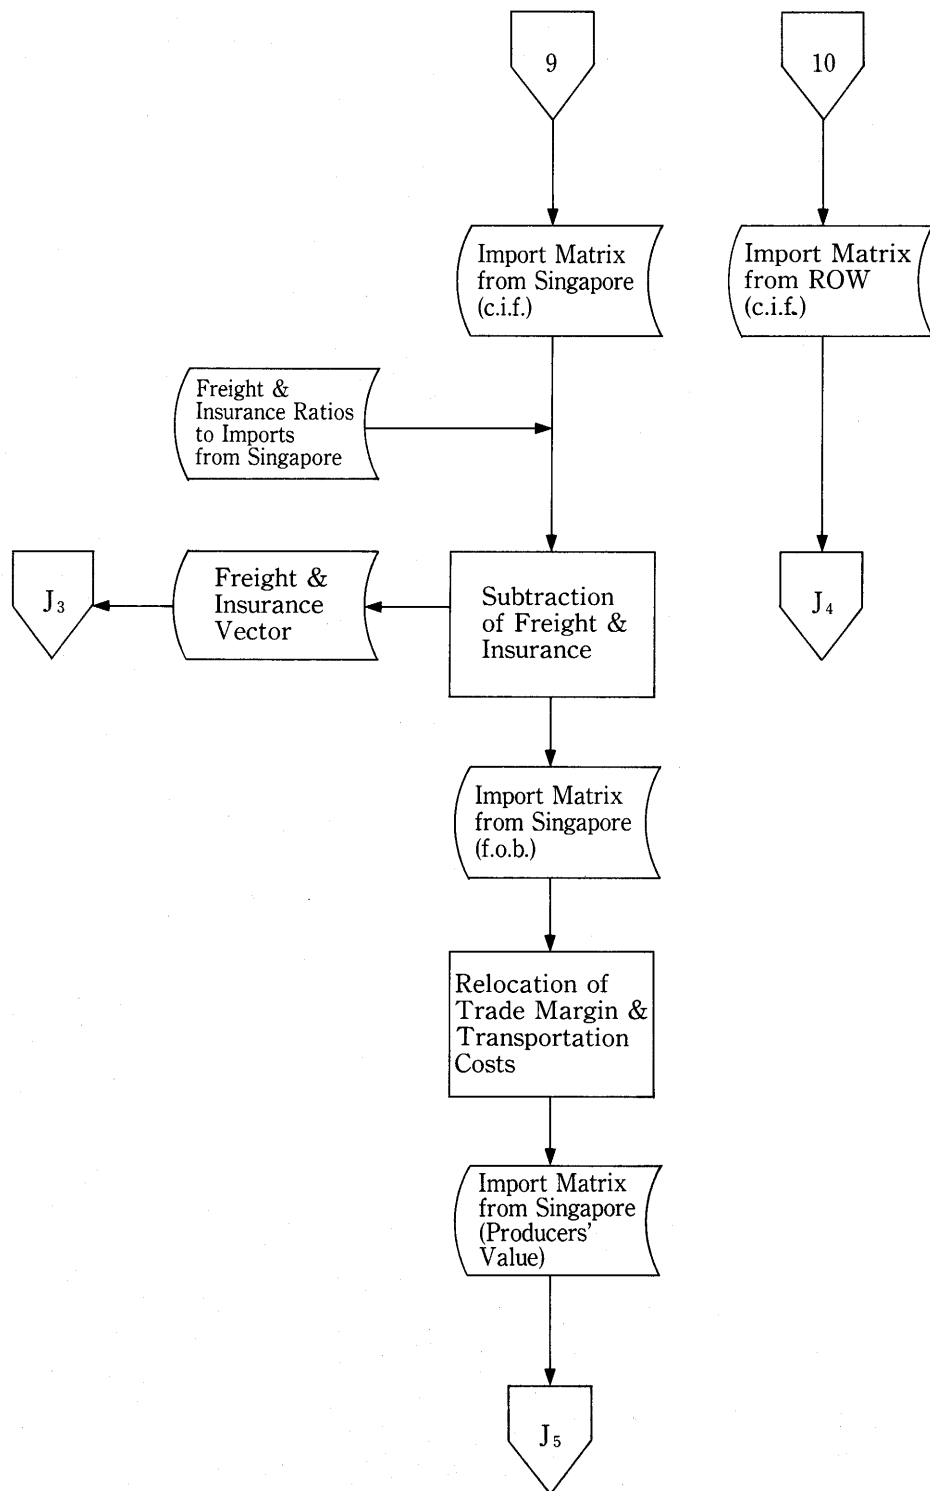 9
10
Import Matrix
from Singapore
(c.i.f.)
Import Matrix
from ROW
(c.i.f.)
Freight &
Insurance Ratios
to Imports
from Singapore
J₃
Freight &
Insurance
Vector
Subtraction
of Freight &
Insurance
J₄
Import Matrix
from Singapore
(f.o.b.)
Relocation of
Trade Margin &
Transportation
Costs
Import Matrix
from Singapore
(Producers'
Value)
J₅